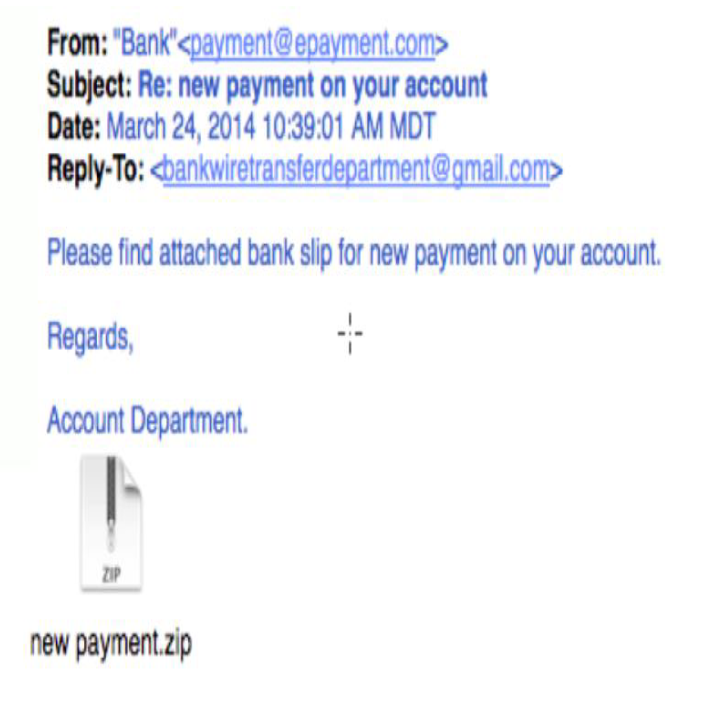 From: "Bank"<payment@epayment.com>
Subject: Re: new payment on your account
Date: March 24, 2014 10:39:01 AM MDT
Reply-To: <bankwiretransferdepartment@gmail.com>
Please find attached bank slip for new payment on your account.
Regards,
Account Department.
ZIP
new payment.zip